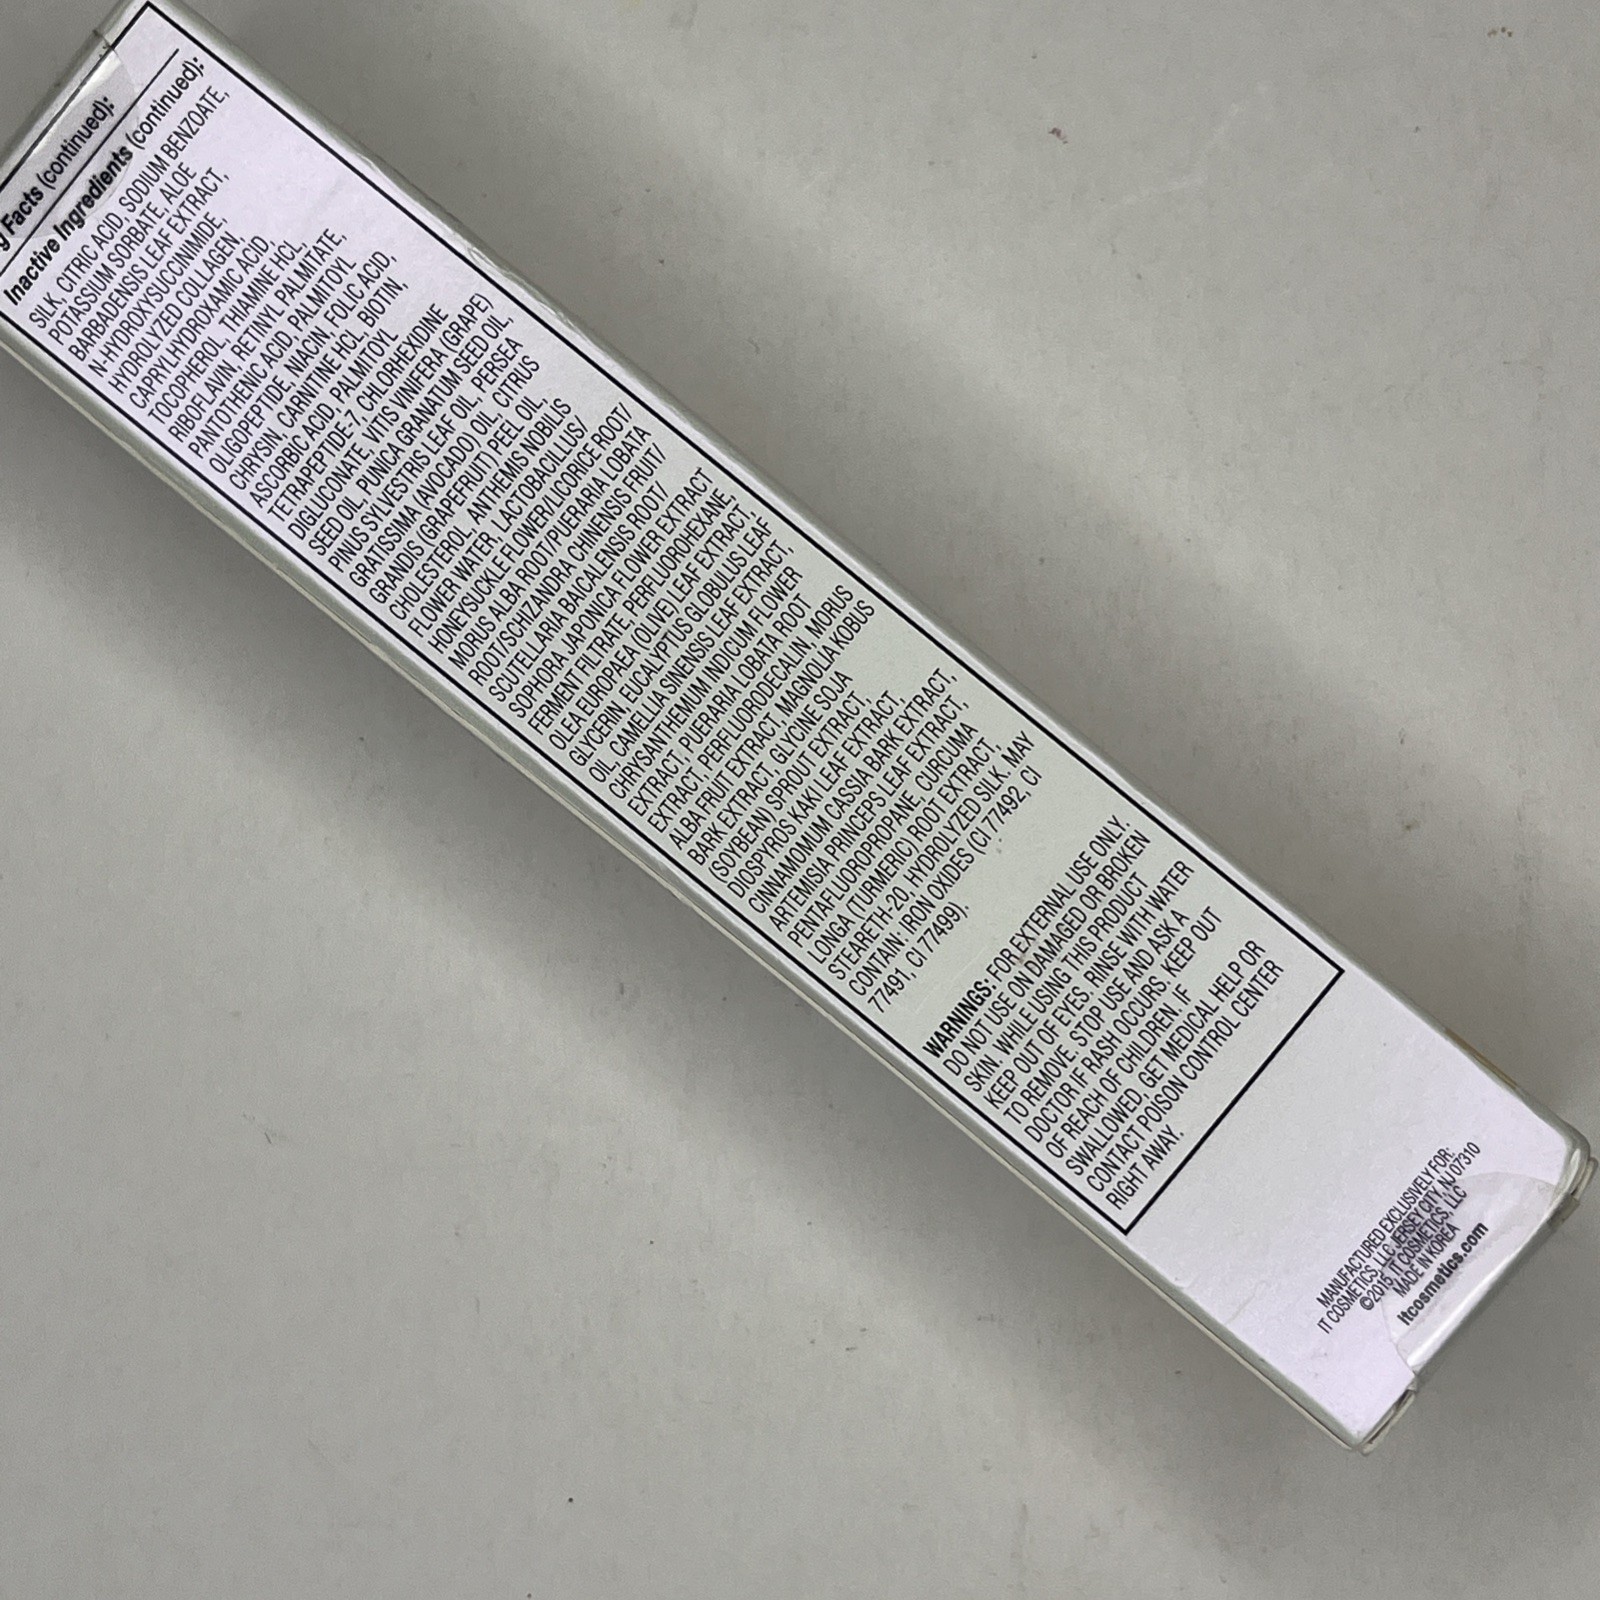 Facts (continued):
Inactive Ingredients (continued):
SILK, CITRIC ACID, SODIUM BENZOATE,
POTASSIUM SORBATE, ALOE
BARBADENSIS LEAF EXTRACT,
N-HYDROXYSUCCINIMIDE,
HYDROLYZED COLLAGEN,
CAPRYLHYDROXAMIC ACID,
TOCOPHEROL, THIAMINE HCL,
RIBOFLAVIN, RETINYL PALMITATE,
PANTOTHENIC ACID, PALMITOYL
OLIGOPEPTIDE, NIACIN, FOLIC ACID,
CHRYSIN, CARNITINE HCL, BIOTIN,
ASCORBIC ACID, PALMITOYL
TETRAPEPTIDE-7, CHLORHEXIDINE
DIGLUCONATE, VITIS VINIFERA (GRAPE)
SEED OIL, PUNICA GRANATUM SEED OIL,
PINUS SYLVESTRIS LEAF OIL, PERSEA
GRATISSIMA (AVOCADO) OIL, CITRUS
GRANDIS (GRAPEFRUIT) PEEL OIL,
CHOLESTEROL, ANTHEMIS NOBILIS
FLOWER WATER, LACTOBACILLUS/
HONEYSUCKLE FLOWER/LICORICE ROOT/
MORUS ALBA ROOT/PUERARIA LOBATA
ROOT/SCHIZANDRA CHINENSIS FRUIT/
SCUTELLARIA BAICALENSIS ROOT/
SOPHORA JAPONICA FLOWER EXTRACT
FERMENT FILTRATE, PERFLUOROHEXANE,
OLEA EUROPAEA (OLIVE) LEAF EXTRACT,
GLYCERIN, EUCALYPTUS GLOBULUS LEAF
OIL, CAMELLIA SINENSIS LEAF EXTRACT,
CHRYSANTHEMUM INDICUM FLOWER
EXTRACT, PUERARIA LOBATA ROOT
EXTRACT, PERFLUORODECALIN, MORUS
ALBA FRUIT EXTRACT, MAGNOLIA KOBUS
BARK EXTRACT, GLYCINE SOJA
(SOYBEAN) SPROUT EXTRACT,
DIOSPYROS KAKI LEAF EXTRACT,
CINNAMOMUM CASSIA BARK EXTRACT,
ARTEMISIA PRINCEPS LEAF EXTRACT,
PENTAFLUOROPROPANE, CURCUMA
LONGA (TURMERIC) ROOT EXTRACT,
STEARETH-20, HYDROLYZED SILK. MAY
CONTAIN: IRON OXIDES (CI 77492, CI
77491, CI 77499).
WARNINGS: FOR EXTERNAL USE ONLY.
DO NOT USE ON DAMAGED OR BROKEN
SKIN. WHILE USING THIS PRODUCT
KEEP OUT OF EYES. RINSE WITH WATER
TO REMOVE. STOP USE AND ASK A
DOCTOR IF RASH OCCURS. KEEP OUT
OF REACH OF CHILDREN. IF
SWALLOWED, GET MEDICAL HELP OR
CONTACT POISON CONTROL CENTER
RIGHT AWAY.
MANUFACTURED EXCLUSIVELY FOR:
IT COSMETICS, LLC JERSEY CITY, NJ 07310
©2015, IT COSMETICS, LLC
MADE IN KOREA
Itcosmetics.com